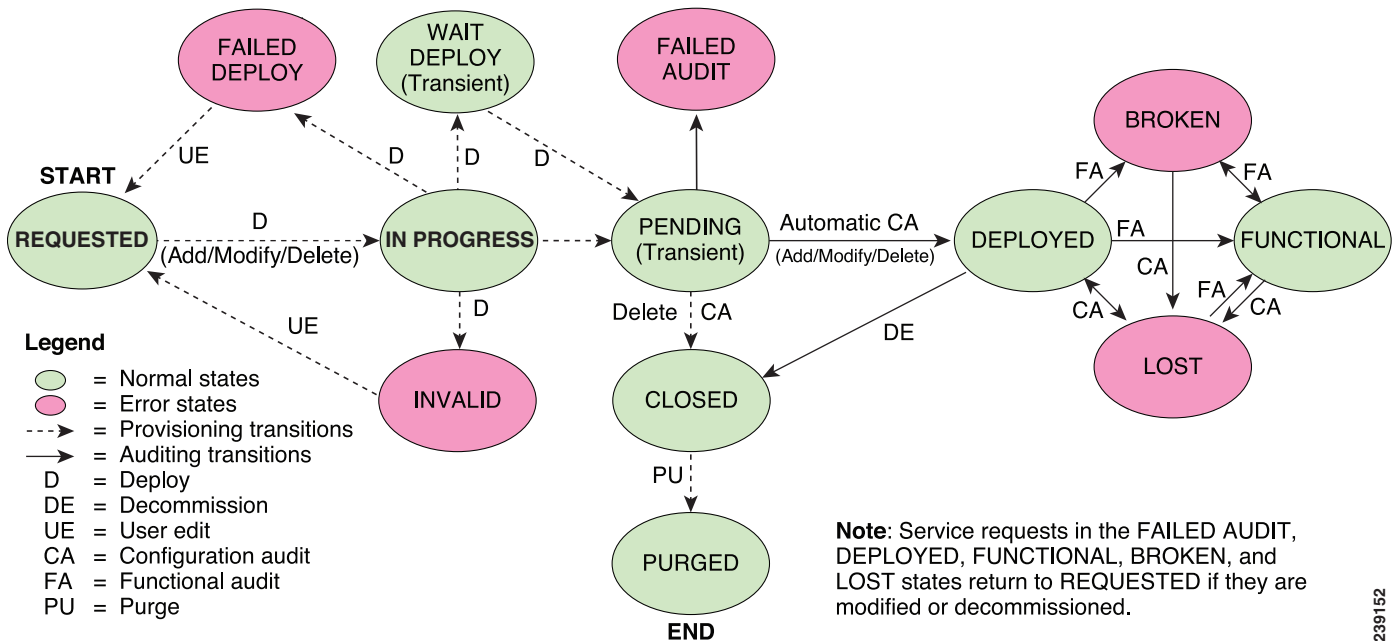 FAILED
DEPLOY
WAIT
DEPLOY
(Transient)
FAILED
AUDIT
BROKEN
UE
D
D
D
FA
FA
START
REQUESTED
D
(Add/Modify/Delete)
IN PROGRESS
PENDING
(Transient)
Automatic CA
(Add/Modify/Delete)
DEPLOYED
FA
FUNCTIONAL
CA
FA
CA
CA
UE
D
Delete
CA
DE
INVALID
CLOSED
LOST
PU
PURGED
END
Legend
= Normal states
= Error states
= Provisioning transitions
= Auditing transitions
D = Deploy
DE = Decommission
UE = User edit
CA = Configuration audit
FA = Functional audit
PU = Purge
Note: Service requests in the FAILED AUDIT,
DEPLOYED, FUNCTIONAL, BROKEN, and
LOST states return to REQUESTED if they are
modified or decommissioned.
239152